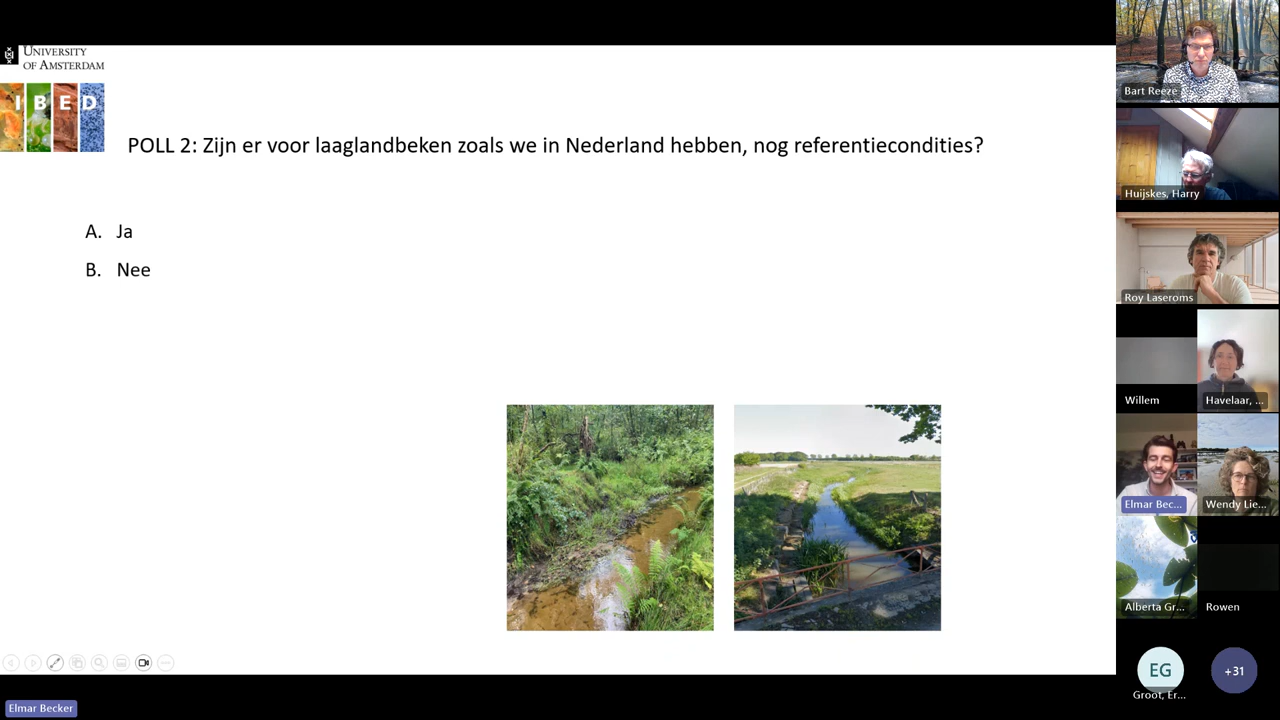 UNIVERSITY
OF AMSTERDAM
IBED
POLL 2: Zijn er voor laaglandbeken zoals we in Nederland hebben, nog referentiecondities?
A. Ja
B. Nee
Bart Reeze
Huijskes, Harry
Roy Laseroms
Willem
Havelaar, ...
Elmar Bec...
Wendy Lie...
Alberta Gr...
Rowen
EG
Groot, Er...
+31
Elmar Becker